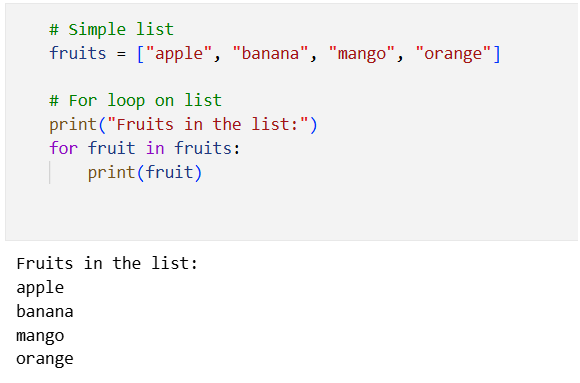 # Simple list
fruits = ["apple", "banana", "mango", "orange"]
# For loop on list
print("Fruits in the list:")
for fruit in fruits:
    print(fruit)
Fruits in the list:
apple
banana
mango
orange